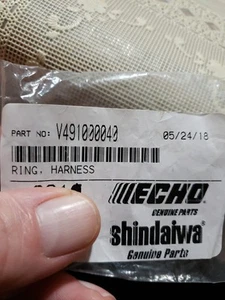 PART NO: V491000040 05/24/18
RING, HARNESS
ECHO
GENUINE PARTS
shindaiwa
Genuine Parts